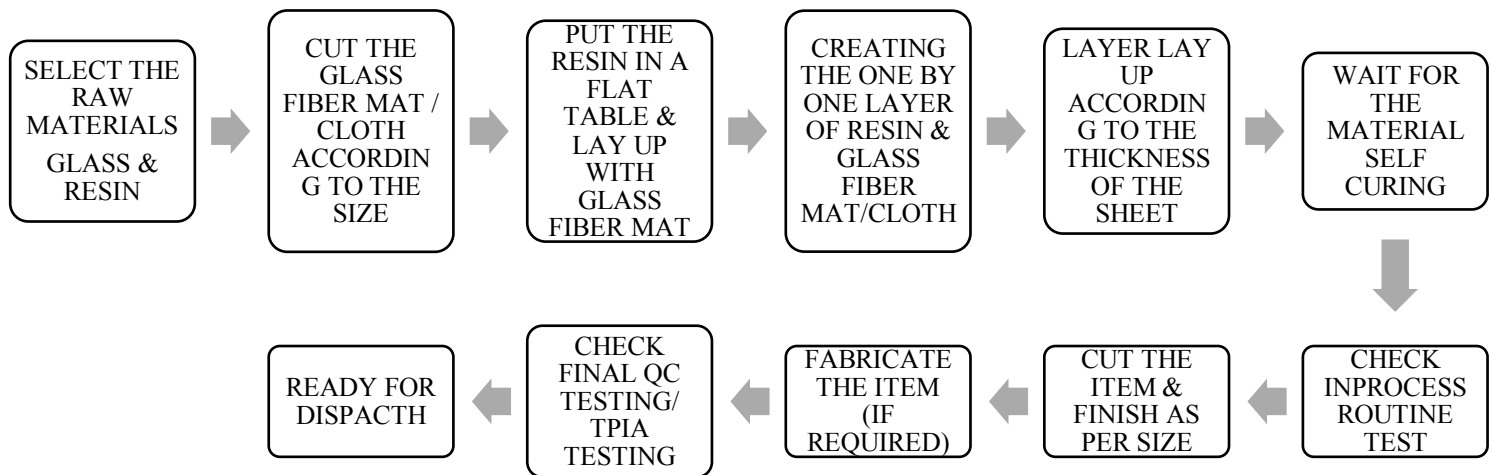 SELECT THE
RAW
MATERIALS
GLASS &
RESIN
CUT THE
GLASS
FIBER MAT /
CLOTH
ACCORDIN
G TO THE
SIZE
PUT THE
RESIN IN A
FLAT
TABLE &
LAY UP
WITH
GLASS
FIBER MAT
CREATING
THE ONE BY
ONE LAYER
OF RESIN &
GLASS
FIBER
MAT/CLOTH
LAYER LAY
UP
ACCORDIN
G TO THE
THICKNESS
OF THE
SHEET
WAIT FOR
THE
MATERIAL
SELF
CURING
CHECK
INPROCESS
ROUTINE
TEST
CUT THE
ITEM &
FINISH AS
PER SIZE
FABRICATE
THE ITEM
(IF
REQUIRED)
CHECK
FINAL QC
TESTING/
TPIA
TESTING
READY FOR
DISPACTH